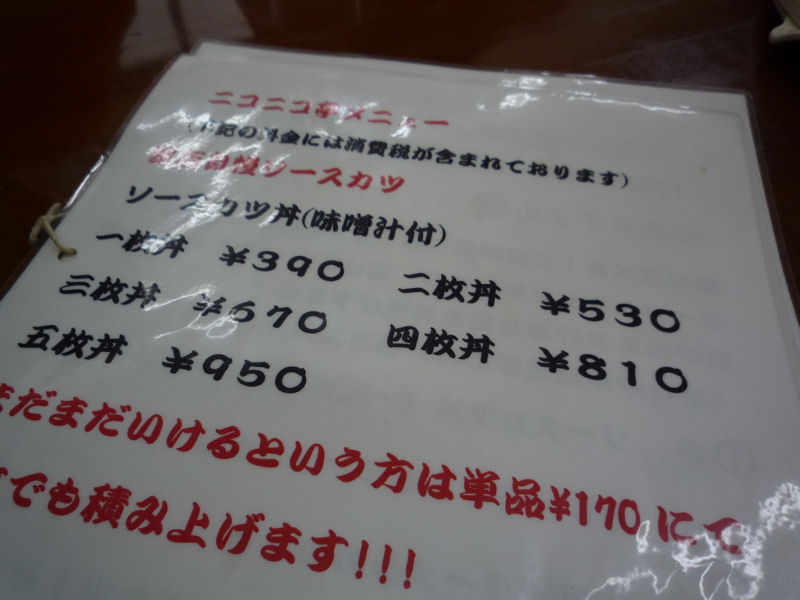 ニコニコ亭メニュー
(下記の料金には消費税が含まれております)
ソースカツ
ソースカツ丼(味噌汁付)
一枚丼 ¥390 二枚丼 ¥530
三枚丼 ¥670 四枚丼 ¥810
五枚丼 ¥950
まだまだいけるという方は単品¥170にて
でも積み上げます!!!